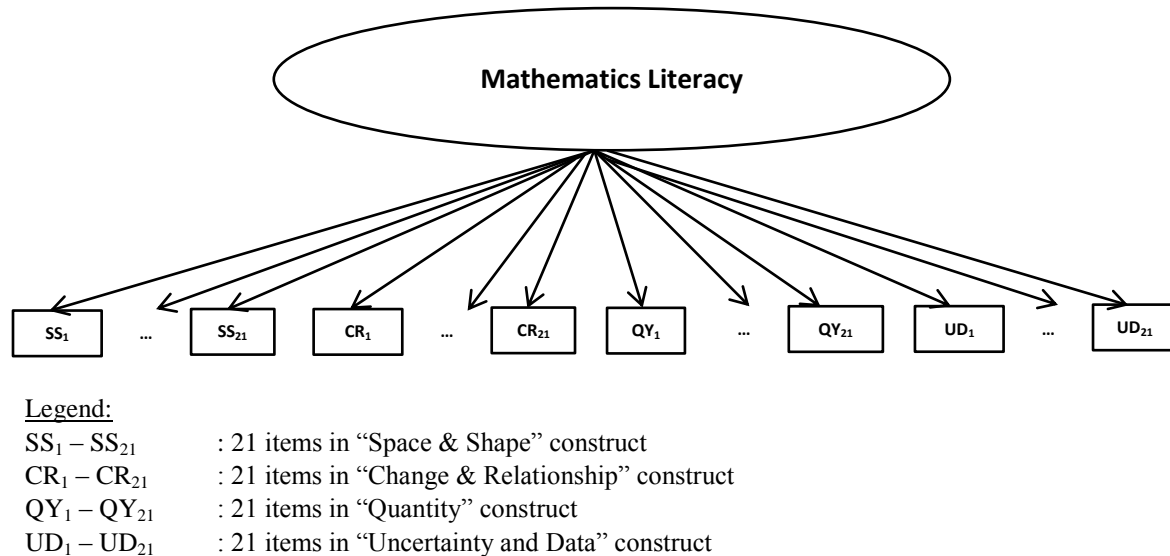 Mathematics Literacy
SS₁ ... SS₂₁ CR₁ ... CR₂₁ QY₁ ... QY₂₁ UD₁ ... UD₂₁
Legend:
SS₁ – SS₂₁ : 21 items in “Space & Shape” construct
CR₁ – CR₂₁ : 21 items in “Change & Relationship” construct
QY₁ – QY₂₁ : 21 items in “Quantity” construct
UD₁ – UD₂₁ : 21 items in “Uncertainty and Data” construct